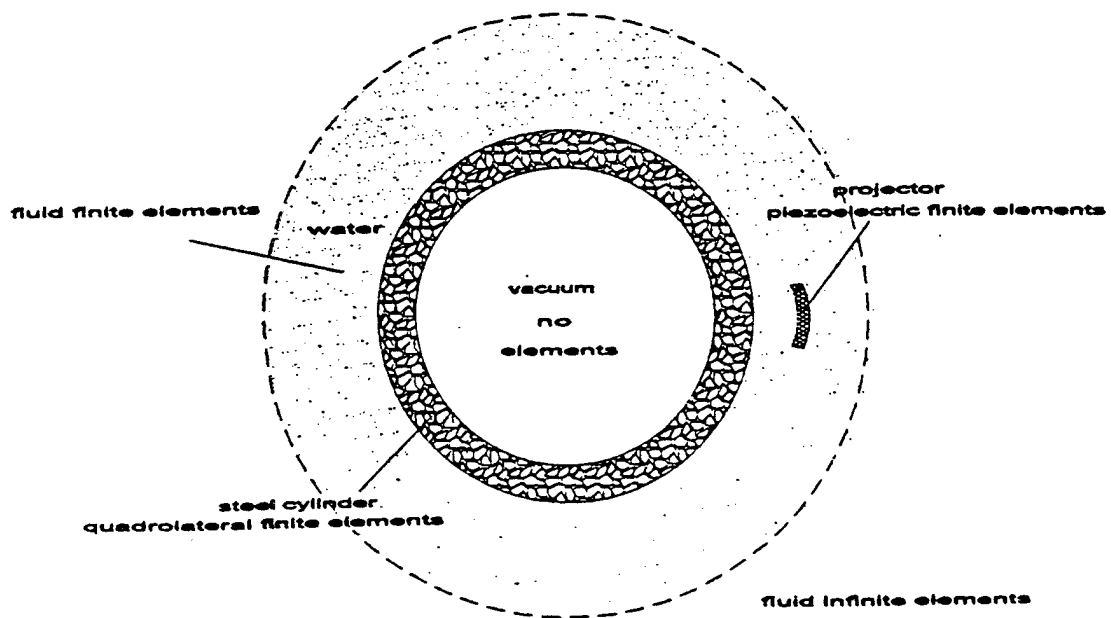 projector
piezoelectric finite elements
fluid finite elements
water
vacuum
no
elements
steel cylinder.
quadrolateral finite elements
fluid infinite elements